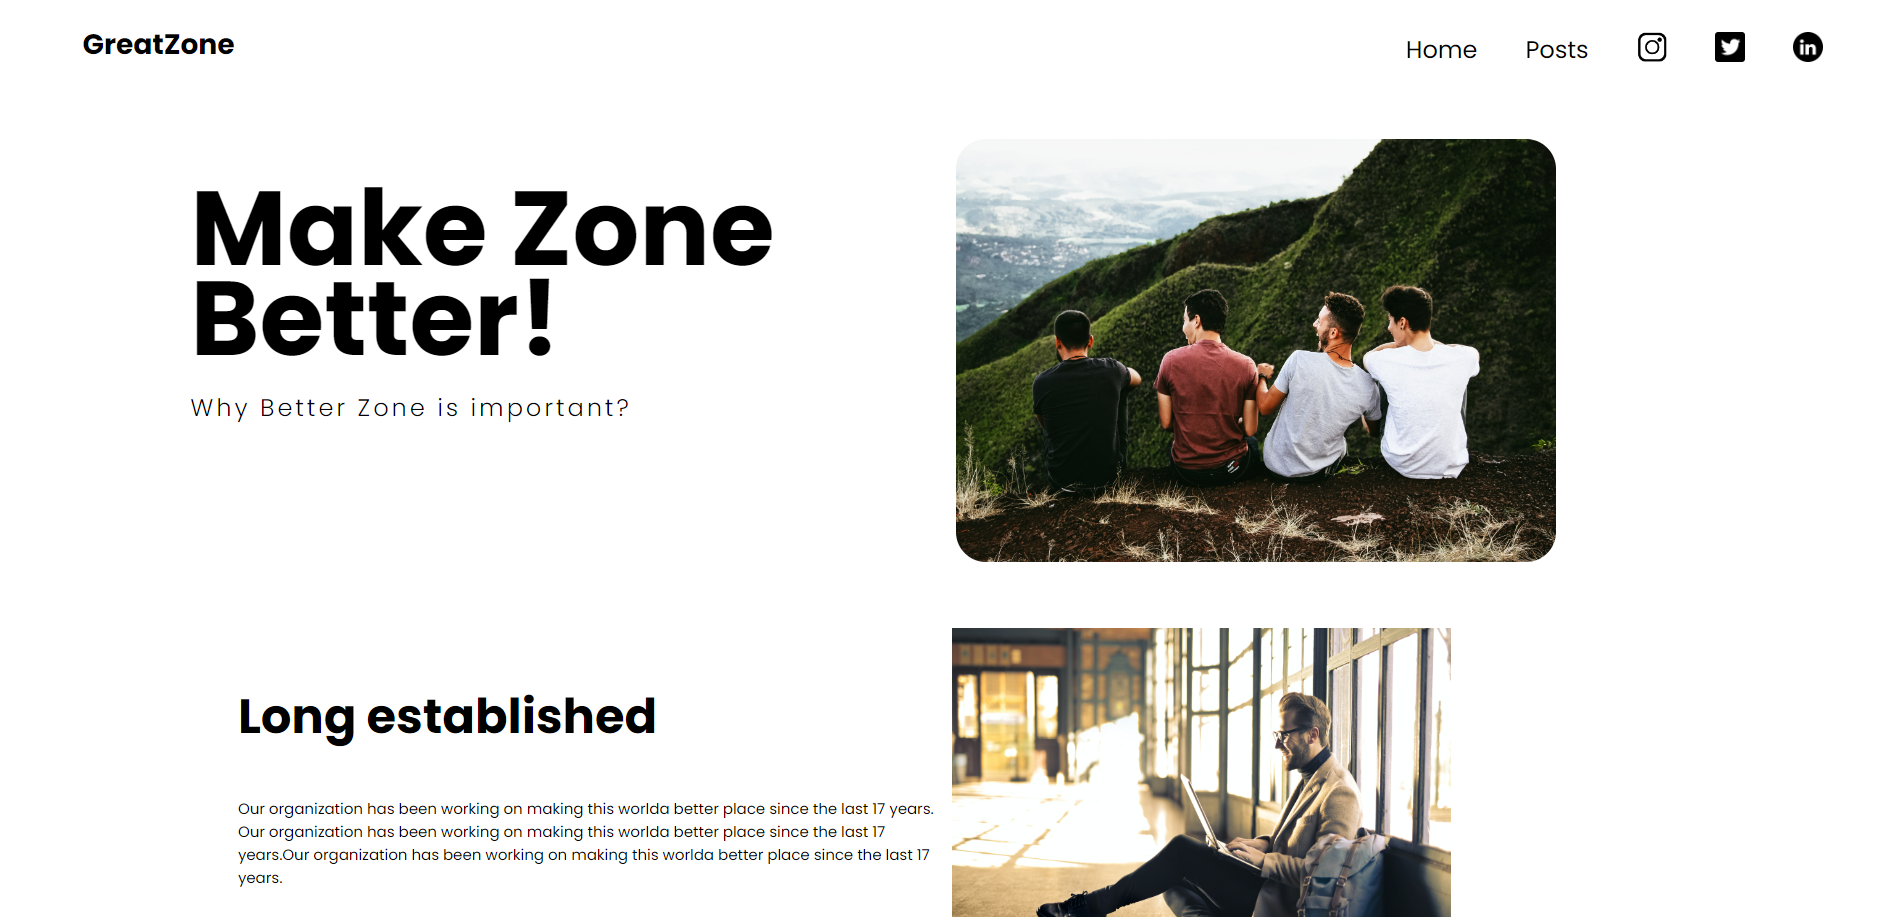 GreatZone
Home
Posts
in
Make Zone
Better!
Why Better Zone is important?
Long established
Our organization has been working on making this worlda better place since the last 17 years.
Our organization has been working on making this worlda better place since the last 17
years.Our organization has been working on making this worlda better place since the last 17
years.